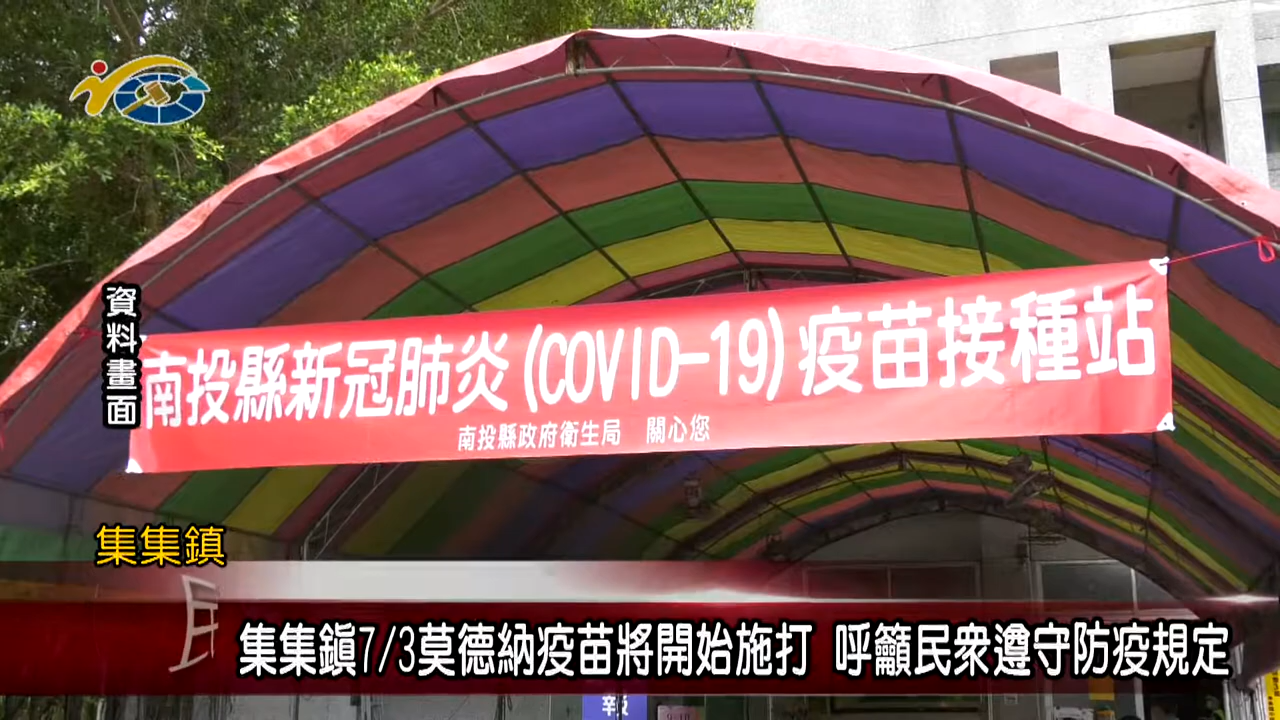 資料畫面
南投縣新冠肺炎(COVID-19)疫苗接種站
南投縣政府衛生局 關心您
集集鎮
集集鎮7/3莫德納疫苗將開始施打 呼籲民眾遵守防疫規定